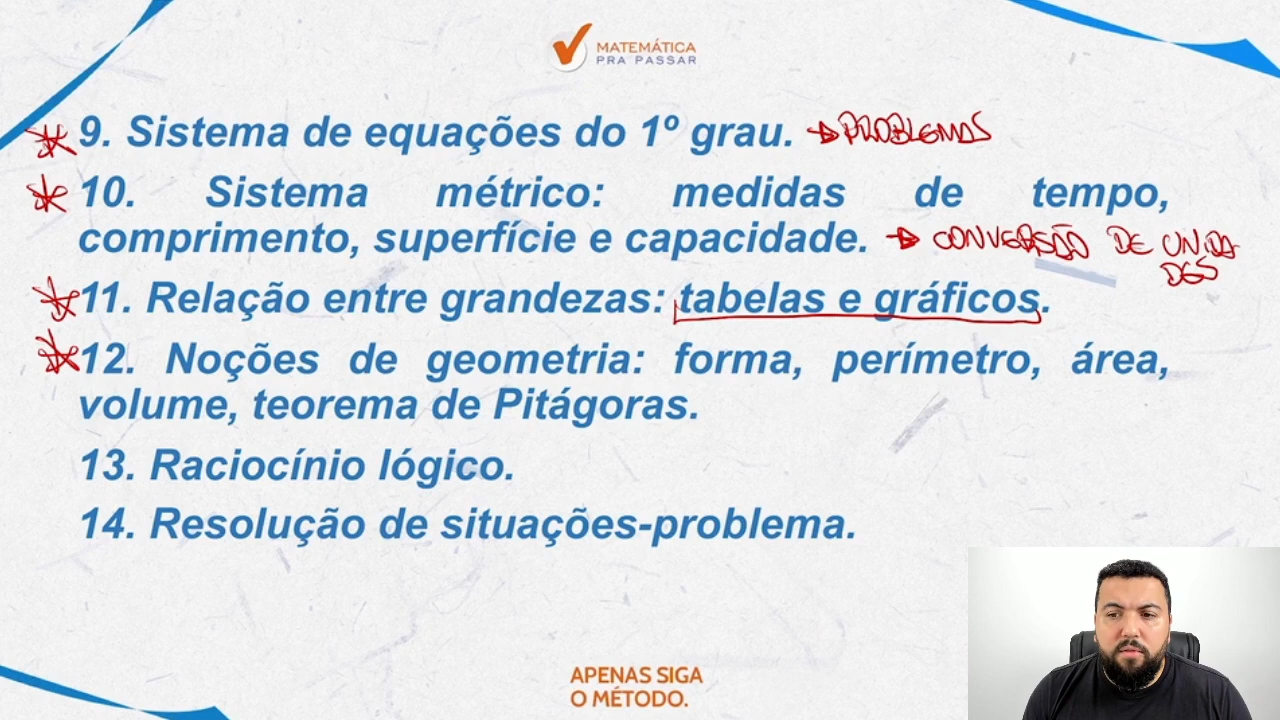 MATEMÁTICA
PRA PASSAR
9. Sistema de equações do 1º grau. PROBLEMAS
10. Sistema métrico: medidas de tempo,
comprimento, superfície e capacidade. CONVERSÃO DE UNIDA
DES
11. Relação entre grandezas: tabelas e gráficos.
12. Noções de geometria: forma, perímetro, área,
volume, teorema de Pitágoras.
13. Raciocínio lógico.
14. Resolução de situações-problema.
APENAS SIGA
O MÉTODO.